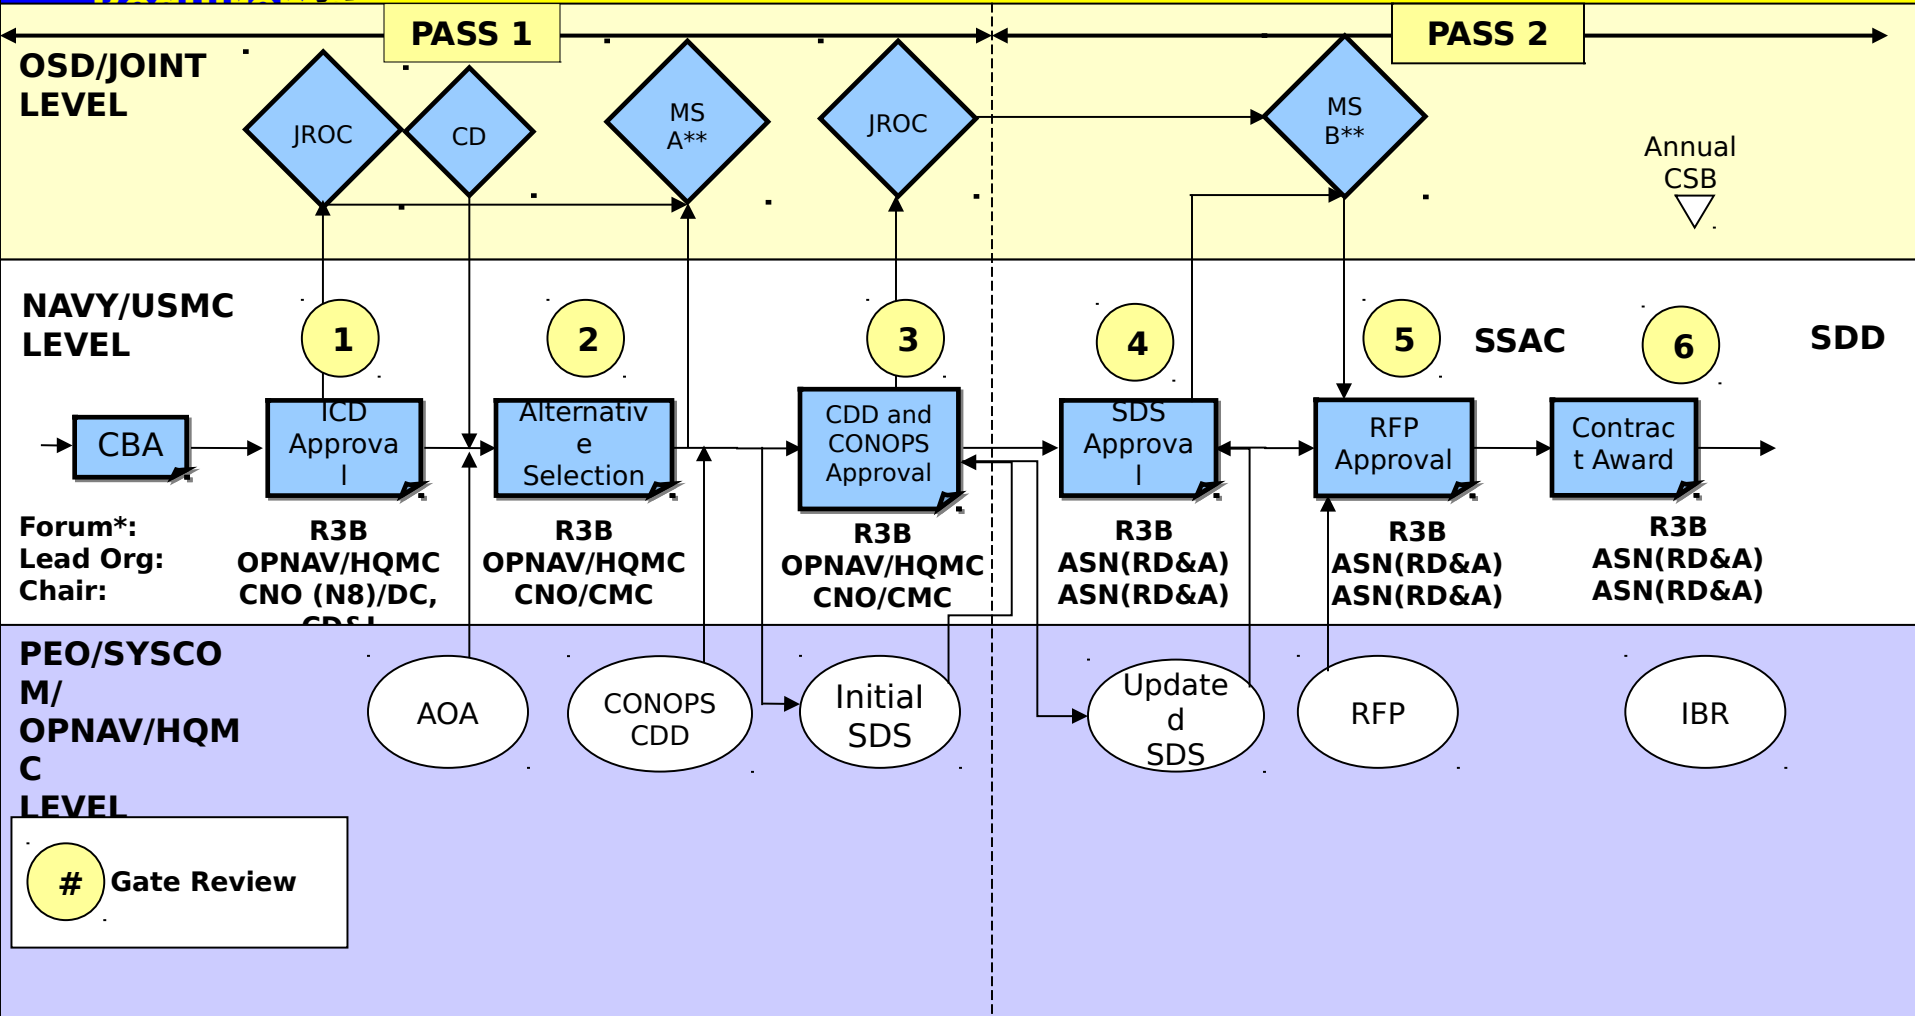 PASS 1
PASS 2
OSD/JOINT
LEVEL
JROC
CD
MS
A**
JROC
MS
B**
Annual
CSB
NAVY/USMC
LEVEL
1
2
3
4
5
SSAC
6
SDD
CBA
ICD
Approva
l
Alternativ
e
Selection
CDD and
CONOPS
Approval
SDS
Approva
l
RFP
Approval
Contrac
t Award
Forum*:
Lead Org:
Chair:
R3B
OPNAV/HQMC
CNO (N8)/DC,
R3B
OPNAV/HQMC
CNO/CMC
R3B
OPNAV/HQMC
CNO/CMC
R3B
ASN(RD&A)
ASN(RD&A)
R3B
ASN(RD&A)
ASN(RD&A)
R3B
ASN(RD&A)
ASN(RD&A)
PEO/SYSCO
M/
OPNAV/HQM
C
LEVEL
AOA
CONOPS
CDD
Initial
SDS
Update
d
SDS
RFP
IBR
#
Gate Review